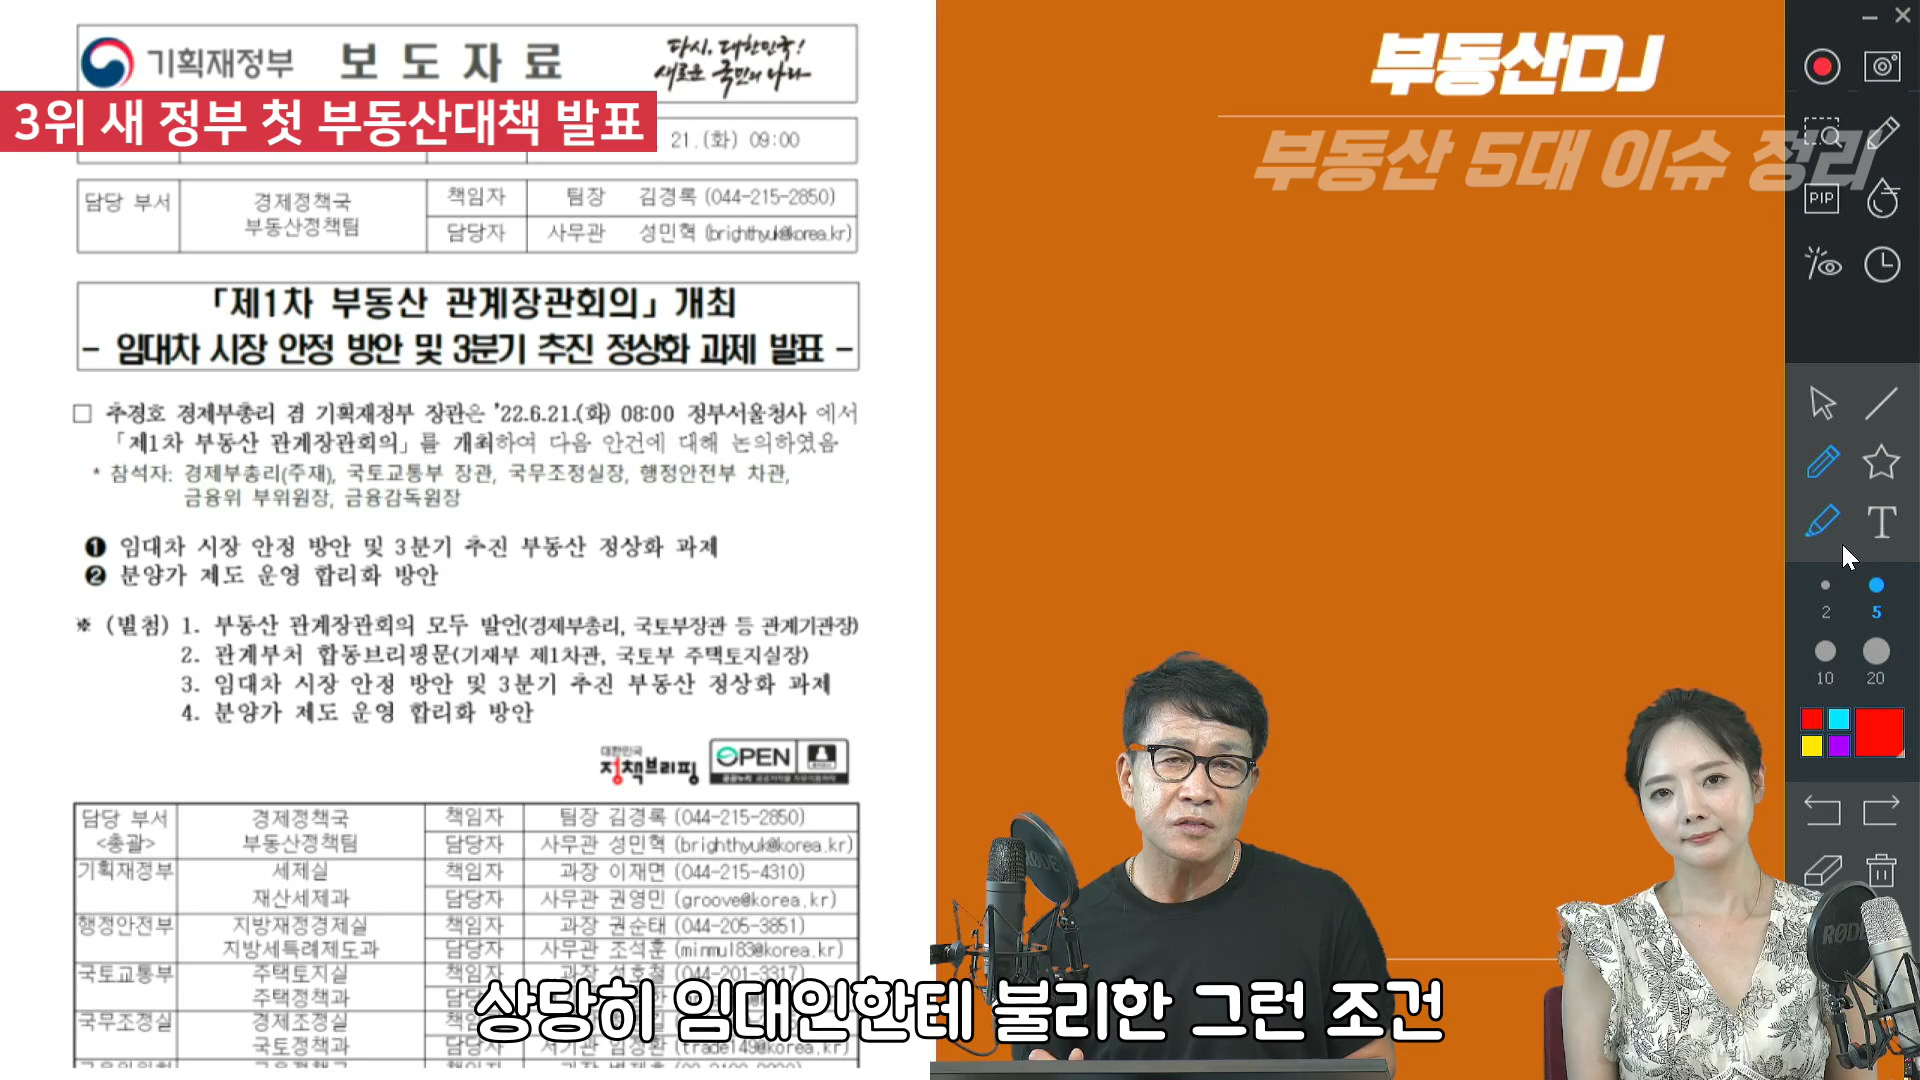 기획재정부 보도자료 다시, 대한민국! 새로운 국민의 나라
3위 새 정부 첫 부동산대책 발표
21.(화) 09:00
담당 부서 경제정책국 부동산정책팀 책임자 팀장 김경록 (044-215-2850)
담당자 사무관 성민혁 (brighthyuk@korea.kr)
「제1차 부동산 관계장관회의」 개최
- 임대차 시장 안정 방안 및 3분기 추진 정상화 과제 발표 -
□ 추경호 경제부총리 겸 기획재정부 장관은 '22.6.21.(화) 08:00 정부서울청사 에서
「제1차 부동산 관계장관회의」를 개최하여 다음 안건에 대해 논의하였음
* 참석자: 경제부총리(주재), 국토교통부 장관, 국무조정실장, 행정안전부 차관,
금융위 부위원장, 금융감독원장
❶ 임대차 시장 안정 방안 및 3분기 추진 부동산 정상화 과제
❷ 분양가 제도 운영 합리화 방안
※ (별첨) 1. 부동산 관계장관회의 모두 발언(경제부총리, 국토부장관 등 관계기관장)
2. 관계부처 합동브리핑문(기재부 제1차관, 국토부 주택토지실장)
3. 임대차 시장 안정 방안 및 3분기 추진 부동산 정상화 과제
4. 분양가 제도 운영 합리화 방안
대한민국 정책브리핑 OPEN
담당 부서 경제정책국 책임자 팀장 김경록 (044-215-2850)
<총괄> 부동산정책팀 담당자 사무관 성민혁 (brighthyuk@korea.kr)
기획재정부 세제실 책임자 과장 이재면 (044-215-4310)
재산세제과 담당자 사무관 권영민 (groove@korea.kr)
행정안전부 지방재정경제실 책임자 과장 권순태 (044-205-3851)
지방세특례제도과 담당자 사무관 조석훈 (minmul83@korea.kr)
국토교통부 주택토지실 책임자 과장 (044-201-3317)
주택정책과
국무조정실 경제조정실
국토정책과 담당자
상당히 임대인한테 불리한 그런 조건
부동산DJ
부동산 5대 이슈 정리
PIP
T
2 5
10 20
RØDE
RØDE